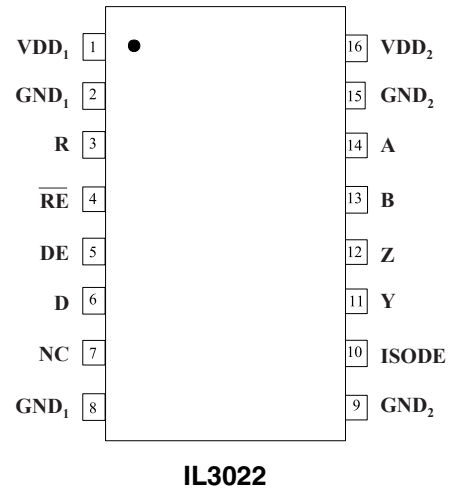 VDD₁ 1 16 VDD₂
GND₁ 2 15 GND₂
R 3 14 A
R̅E̅ 4 13 B
DE 5 12 Z
D 6 11 Y
NC 7 10 ISODE
GND₁ 8 9 GND₂
IL3022